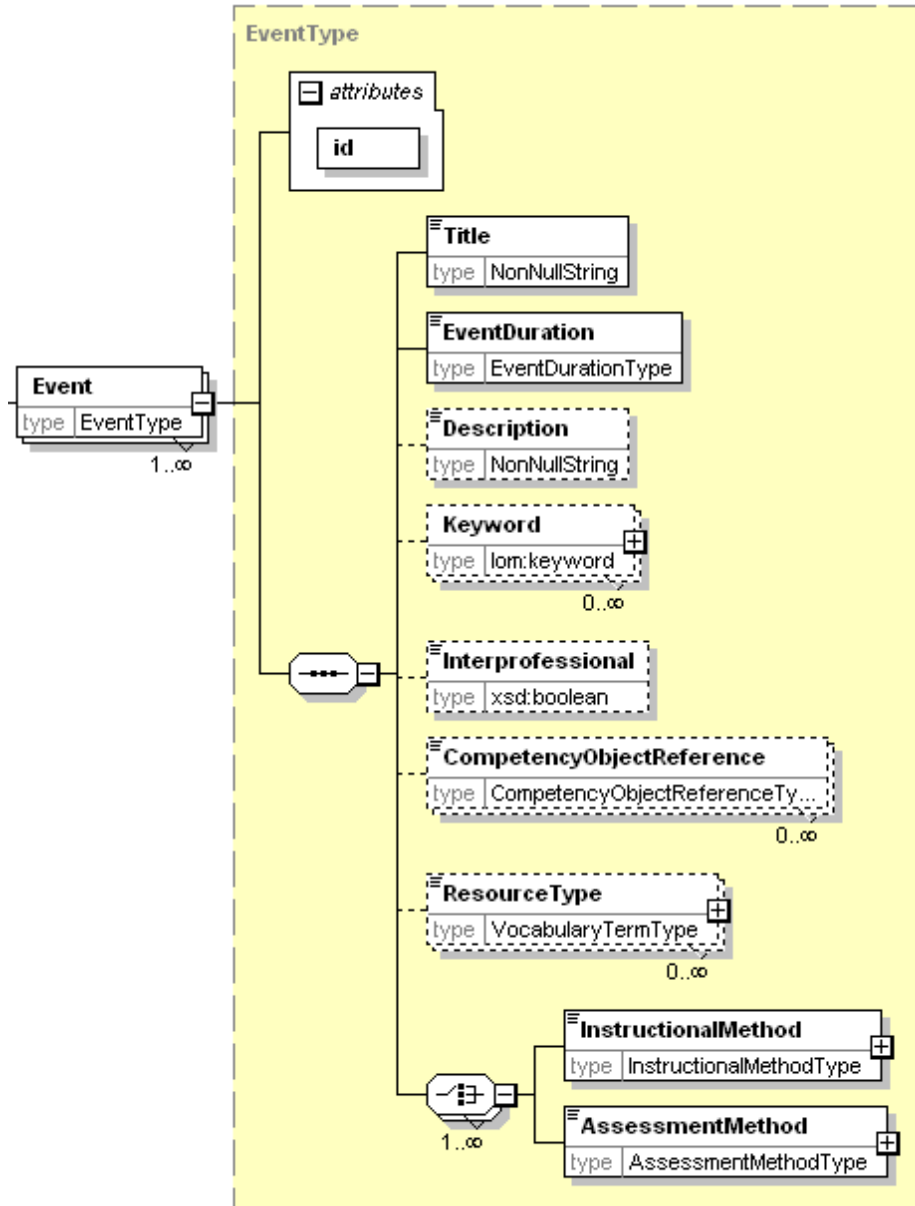 EventType
attributes
id
Title
type NonNullString
EventDuration
type EventDurationType
Event
type EventType
1..∞
Description
type NonNullString
Keyword
type lom:keyword
0..∞
Interprofessional
type xsd:boolean
CompetencyObjectReference
type CompetencyObjectReferenceTy...
0..∞
ResourceType
type VocabularyTermType
0..∞
InstructionalMethod
type InstructionalMethodType
1..∞
AssessmentMethod
type AssessmentMethodType